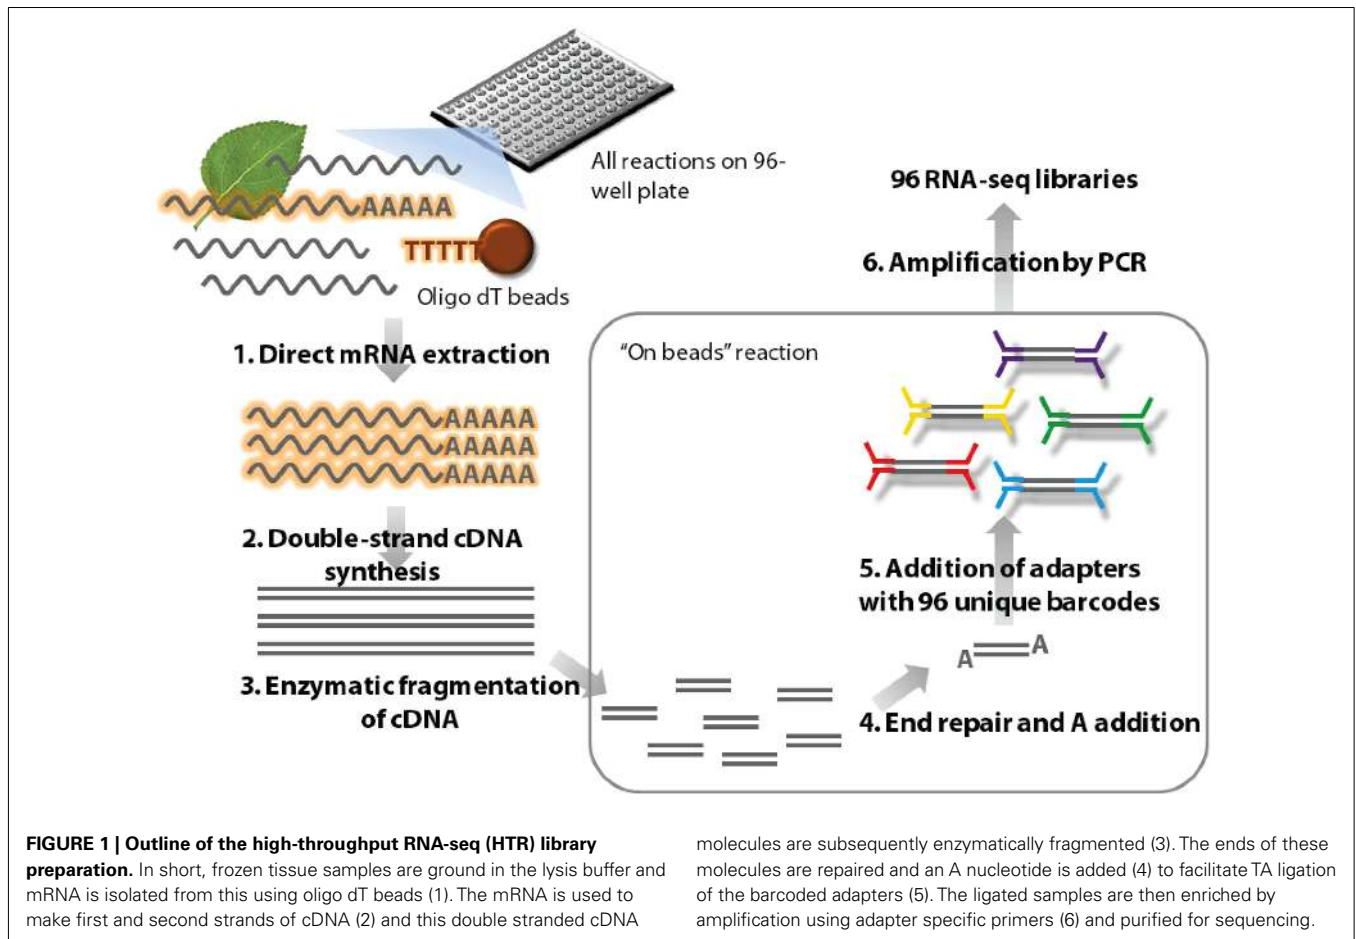 All reactions on 96-
well plate
AAAAA
TTTTT
Oligo dT beads
1. Direct mRNA extraction
AAAAA
AAAAA
AAAAA
2. Double-strand cDNA
synthesis
3. Enzymatic fragmentation
of cDNA
"On beads" reaction
4. End repair and A addition
A
A
5. Addition of adapters
with 96 unique barcodes
6. Amplification by PCR
96 RNA-seq libraries
FIGURE 1 | Outline of the high-throughput RNA-seq (HTR) library
preparation. In short, frozen tissue samples are ground in the lysis buffer and
mRNA is isolated from this using oligo dT beads (1). The mRNA is used to
make first and second strands of cDNA (2) and this double stranded cDNA
molecules are subsequently enzymatically fragmented (3). The ends of these
molecules are repaired and an A nucleotide is added (4) to facilitate TA ligation
of the barcoded adapters (5). The ligated samples are then enriched by
amplification using adapter specific primers (6) and purified for sequencing.